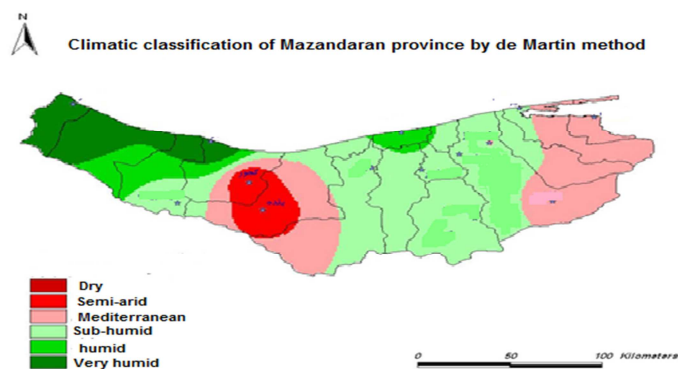 N
Climatic classification of Mazandaran province by de Martin method
Dry
Semi-arid
Mediterranean
Sub-humid
humid
Very humid
0 50 100 Kilometers